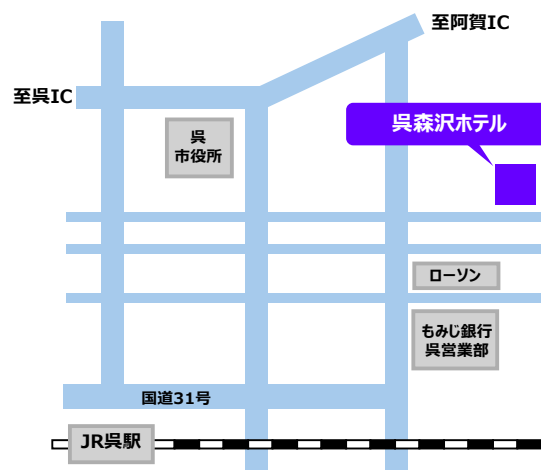 至阿賀IC
至呉IC
呉森沢ホテル
呉
市役所
ローソン
もみじ銀行
呉営業部
国道31号
JR呉駅